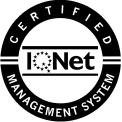 CERTIFIED
IQNet
MANAGEMENT SYSTEM